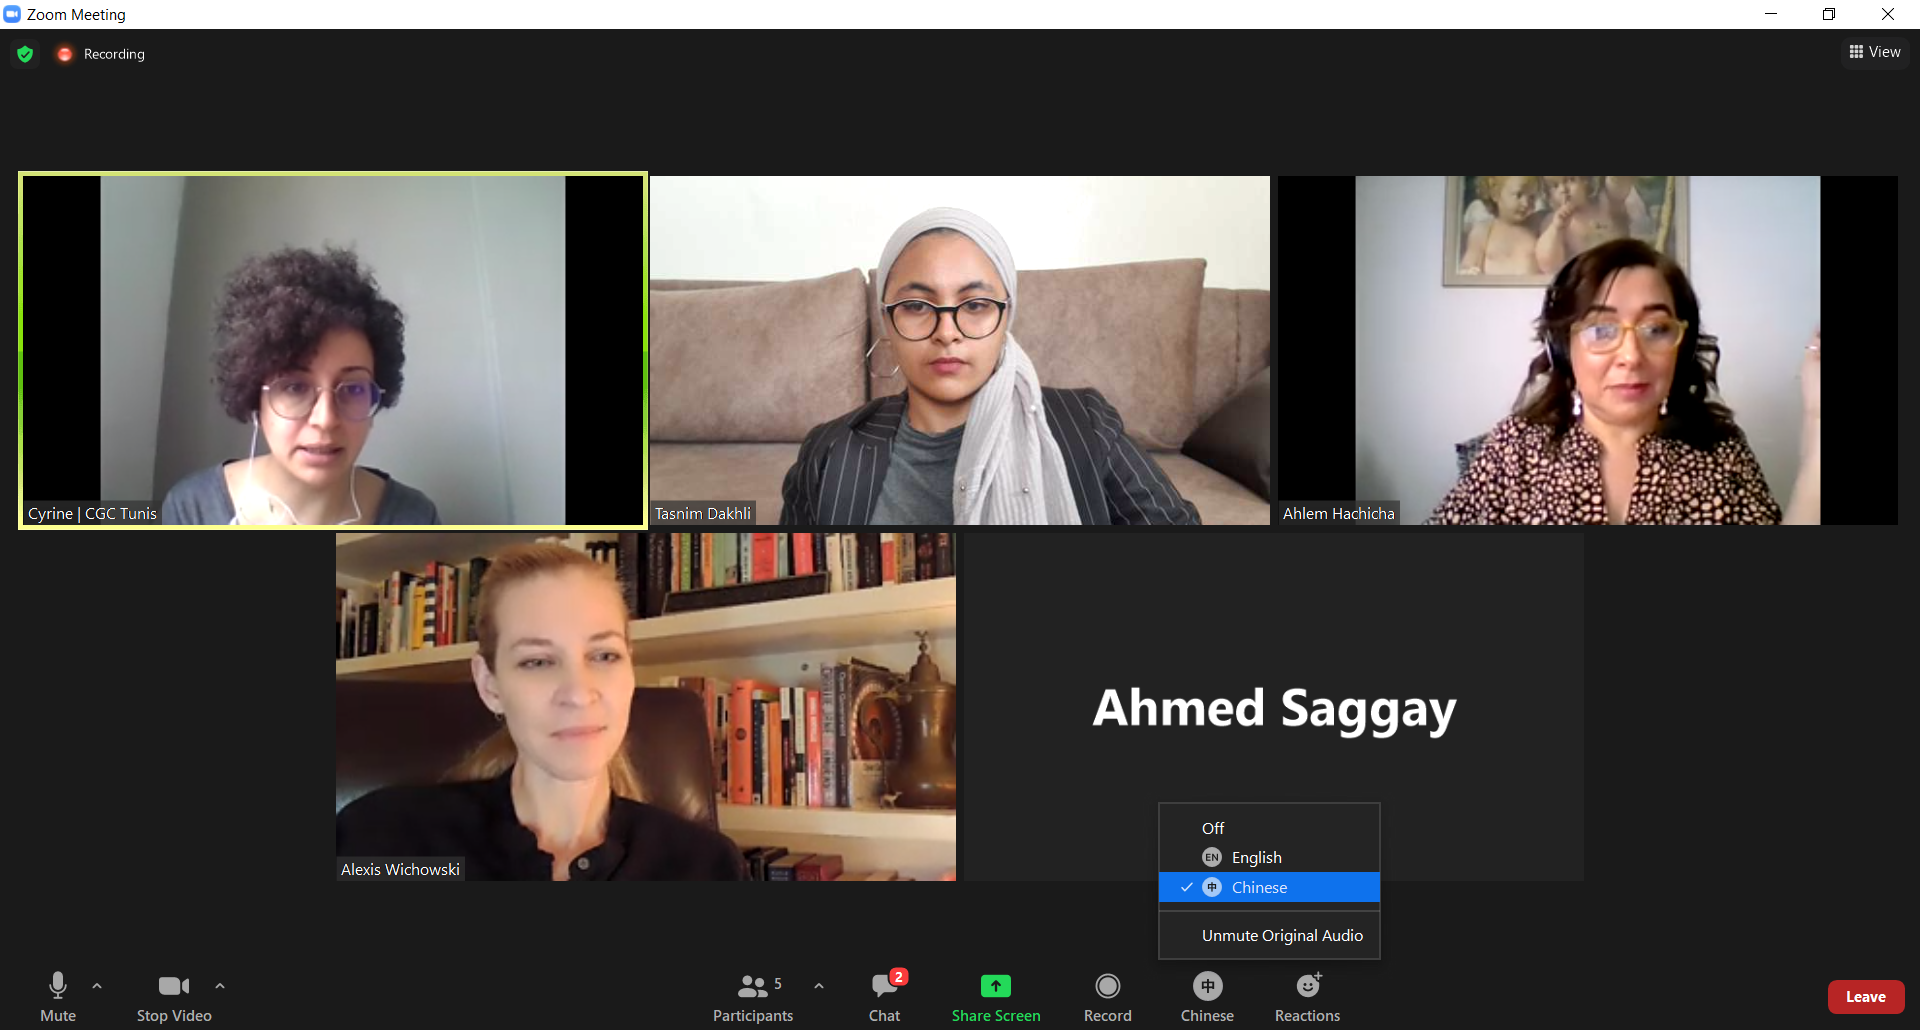 Zoom Meeting
Recording
View
Cyrine | CGC Tunis
Tasnim Dakhli
Ahlem Hachicha
Alexis Wichowski
Ahmed Saggay
Off
EN English
中 Chinese
Unmute Original Audio
5
2
中
Mute
Stop Video
Participants
Chat
Share Screen
Record
Chinese
Reactions
Leave